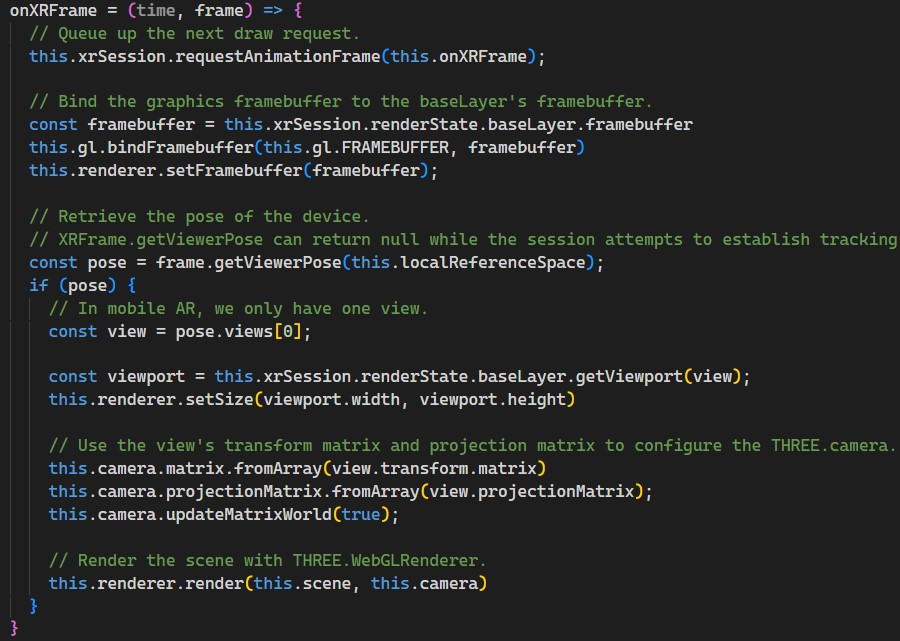 onXRFrame = (time, frame) => {
  // Queue up the next draw request.
  this.xrSession.requestAnimationFrame(this.onXRFrame);

  // Bind the graphics framebuffer to the baseLayer's framebuffer.
  const framebuffer = this.xrSession.renderState.baseLayer.framebuffer
  this.gl.bindFramebuffer(this.gl.FRAMEBUFFER, framebuffer)
  this.renderer.setFramebuffer(framebuffer);

  // Retrieve the pose of the device.
  // XRFrame.getViewerPose can return null while the session attempts to establish tracking
  const pose = frame.getViewerPose(this.localReferenceSpace);
  if (pose) {
    // In mobile AR, we only have one view.
    const view = pose.views[0];

    const viewport = this.xrSession.renderState.baseLayer.getViewport(view);
    this.renderer.setSize(viewport.width, viewport.height)

    // Use the view's transform matrix and projection matrix to configure the THREE.camera.
    this.camera.matrix.fromArray(view.transform.matrix)
    this.camera.projectionMatrix.fromArray(view.projectionMatrix);
    this.camera.updateMatrixWorld(true);

    // Render the scene with THREE.WebGLRenderer.
    this.renderer.render(this.scene, this.camera)
  }
}